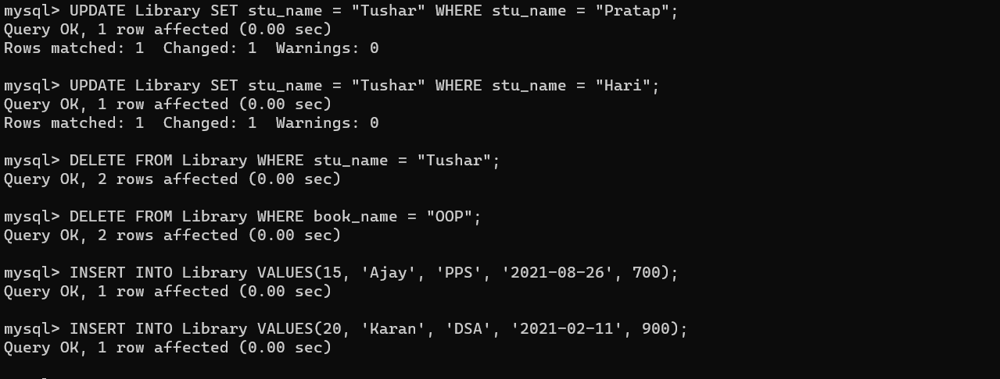 mysql> UPDATE Library SET stu_name = "Tushar" WHERE stu_name = "Pratap";
Query OK, 1 row affected (0.00 sec)
Rows matched: 1  Changed: 1  Warnings: 0
mysql> UPDATE Library SET stu_name = "Tushar" WHERE stu_name = "Hari";
Query OK, 1 row affected (0.00 sec)
Rows matched: 1  Changed: 1  Warnings: 0
mysql> DELETE FROM Library WHERE stu_name = "Tushar";
Query OK, 2 rows affected (0.00 sec)
mysql> DELETE FROM Library WHERE book_name = "OOP";
Query OK, 2 rows affected (0.00 sec)
mysql> INSERT INTO Library VALUES(15, 'Ajay', 'PPS', '2021-08-26', 700);
Query OK, 1 row affected (0.00 sec)
mysql> INSERT INTO Library VALUES(20, 'Karan', 'DSA', '2021-02-11', 900);
Query OK, 1 row affected (0.00 sec)